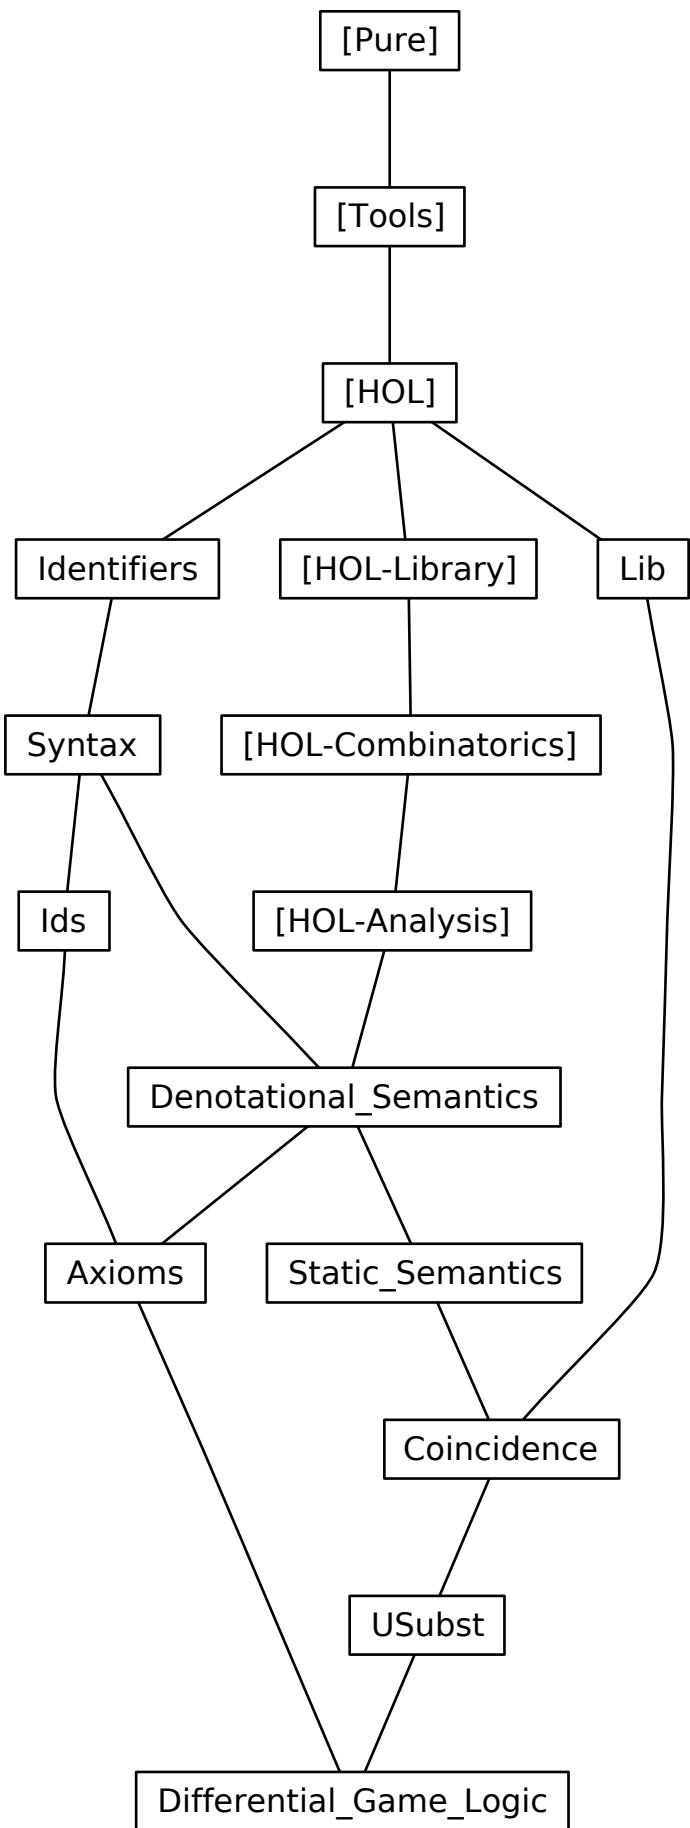 [Pure]
[Tools]
[HOL]
Identifiers
[HOL-Library]
Lib
Syntax
[HOL-Combinatorics]
Ids
[HOL-Analysis]
Denotational_Semantics
Axioms
Static_Semantics
Coincidence
USubst
Differential_Game_Logic